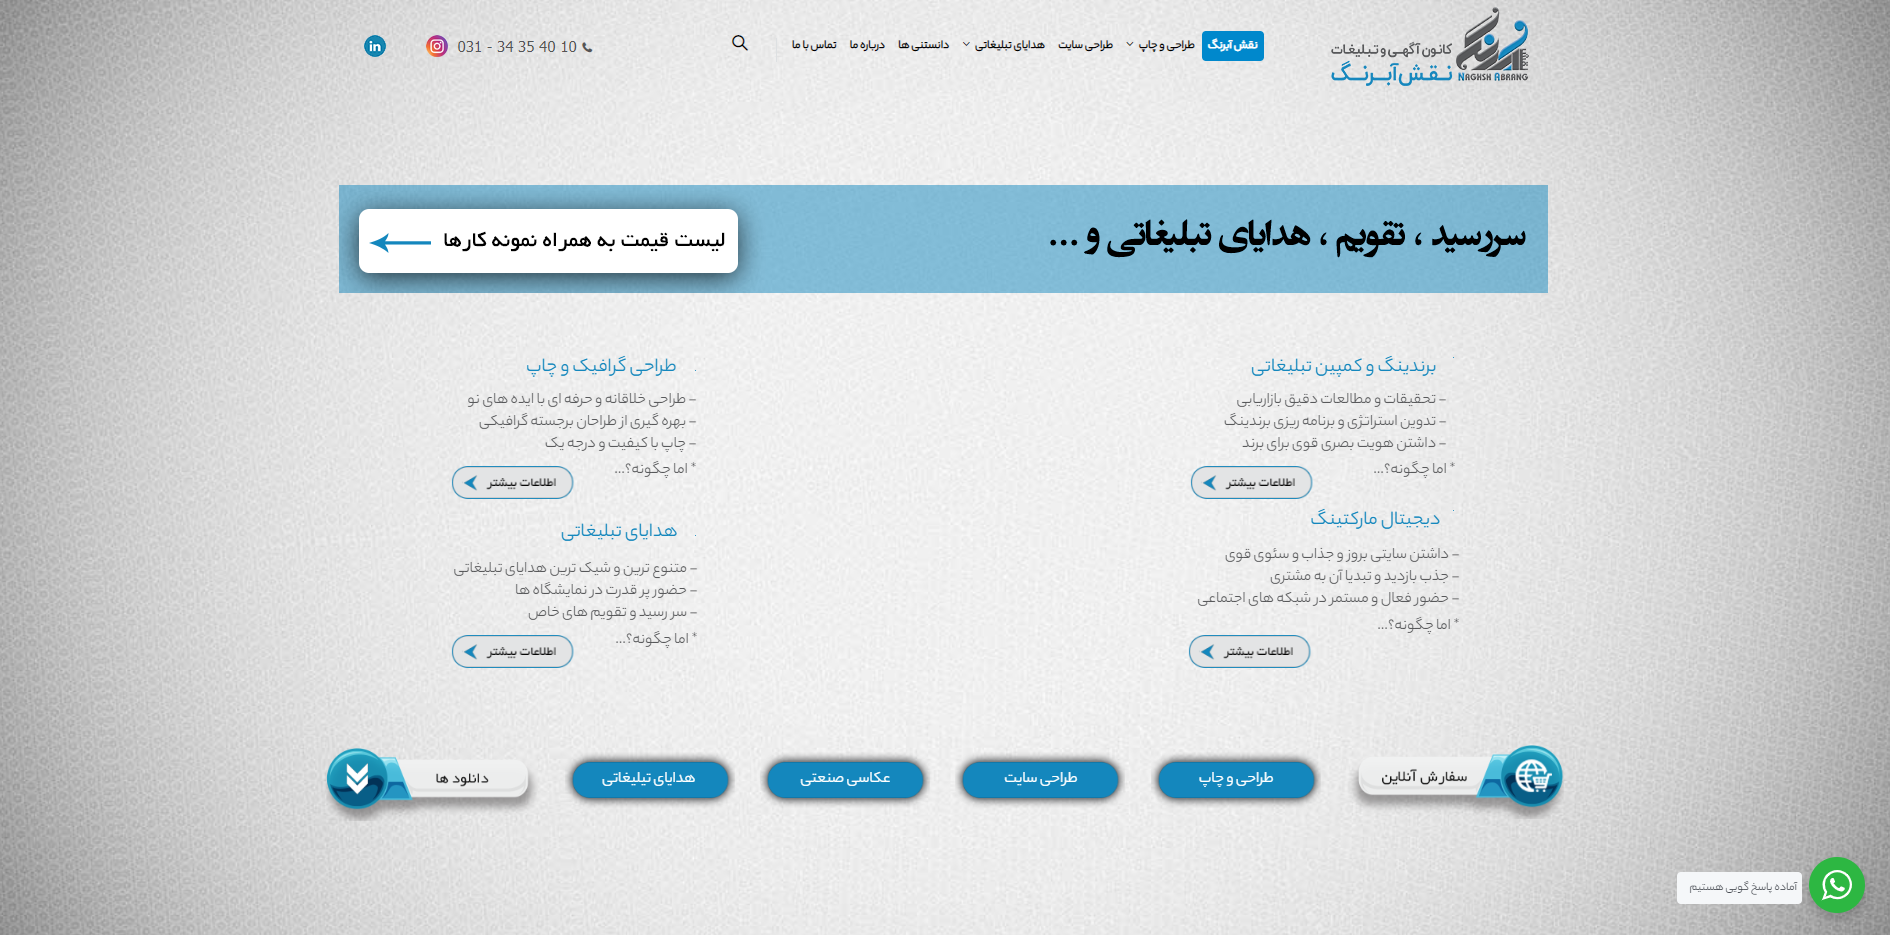 کانون آگهی و تبلیغات
نـقـش آبـرنـگ
NAGHSH ABRANG
نقش آبرنگ
طراحی و چاپ
طراحی سایت
هدایای تبلیغاتی
دانستنی ها
درباره ما
تماس با ما
031 - 34 35 40 10
سررسید ، تقویم ، هدایای تبلیغاتی و ...
لیست قیمت به همراه نمونه کارها
برندینگ و کمپین تبلیغاتی
– تحقیقات و مطالعات دقیق بازاریابی
– تدوین استراتژی و برنامه ریزی برندینگ
– داشتن هویت بصری قوی برای برند
* اما چگونه؟...
اطلاعات بیشتر
طراحی گرافیک و چاپ
– طراحی خلاقانه و حرفه ای با ایده های نو
– بهره گیری از طراحان برجسته گرافیکی
– چاپ با کیفیت و درجه یک
* اما چگونه؟...
اطلاعات بیشتر
دیجیتال مارکتینگ
– داشتن سایتی بروز و جذاب و سئوی قوی
– جذب بازدید و تبدیا آن به مشتری
– حضور فعال و مستمر در شبکه های اجتماعی
* اما چگونه؟...
اطلاعات بیشتر
هدایای تبلیغاتی
– متنوع ترین و شیک ترین هدایای تبلیغاتی
– حضور پر قدرت در نمایشگاه ها
– سر رسید و تقویم های خاص
* اما چگونه؟...
اطلاعات بیشتر
سفارش آنلاین
طراحی و چاپ
طراحی سایت
عکاسی صنعتی
هدایای تبلیغاتی
دانلود ها
آماده پاسخ گویی هستیم